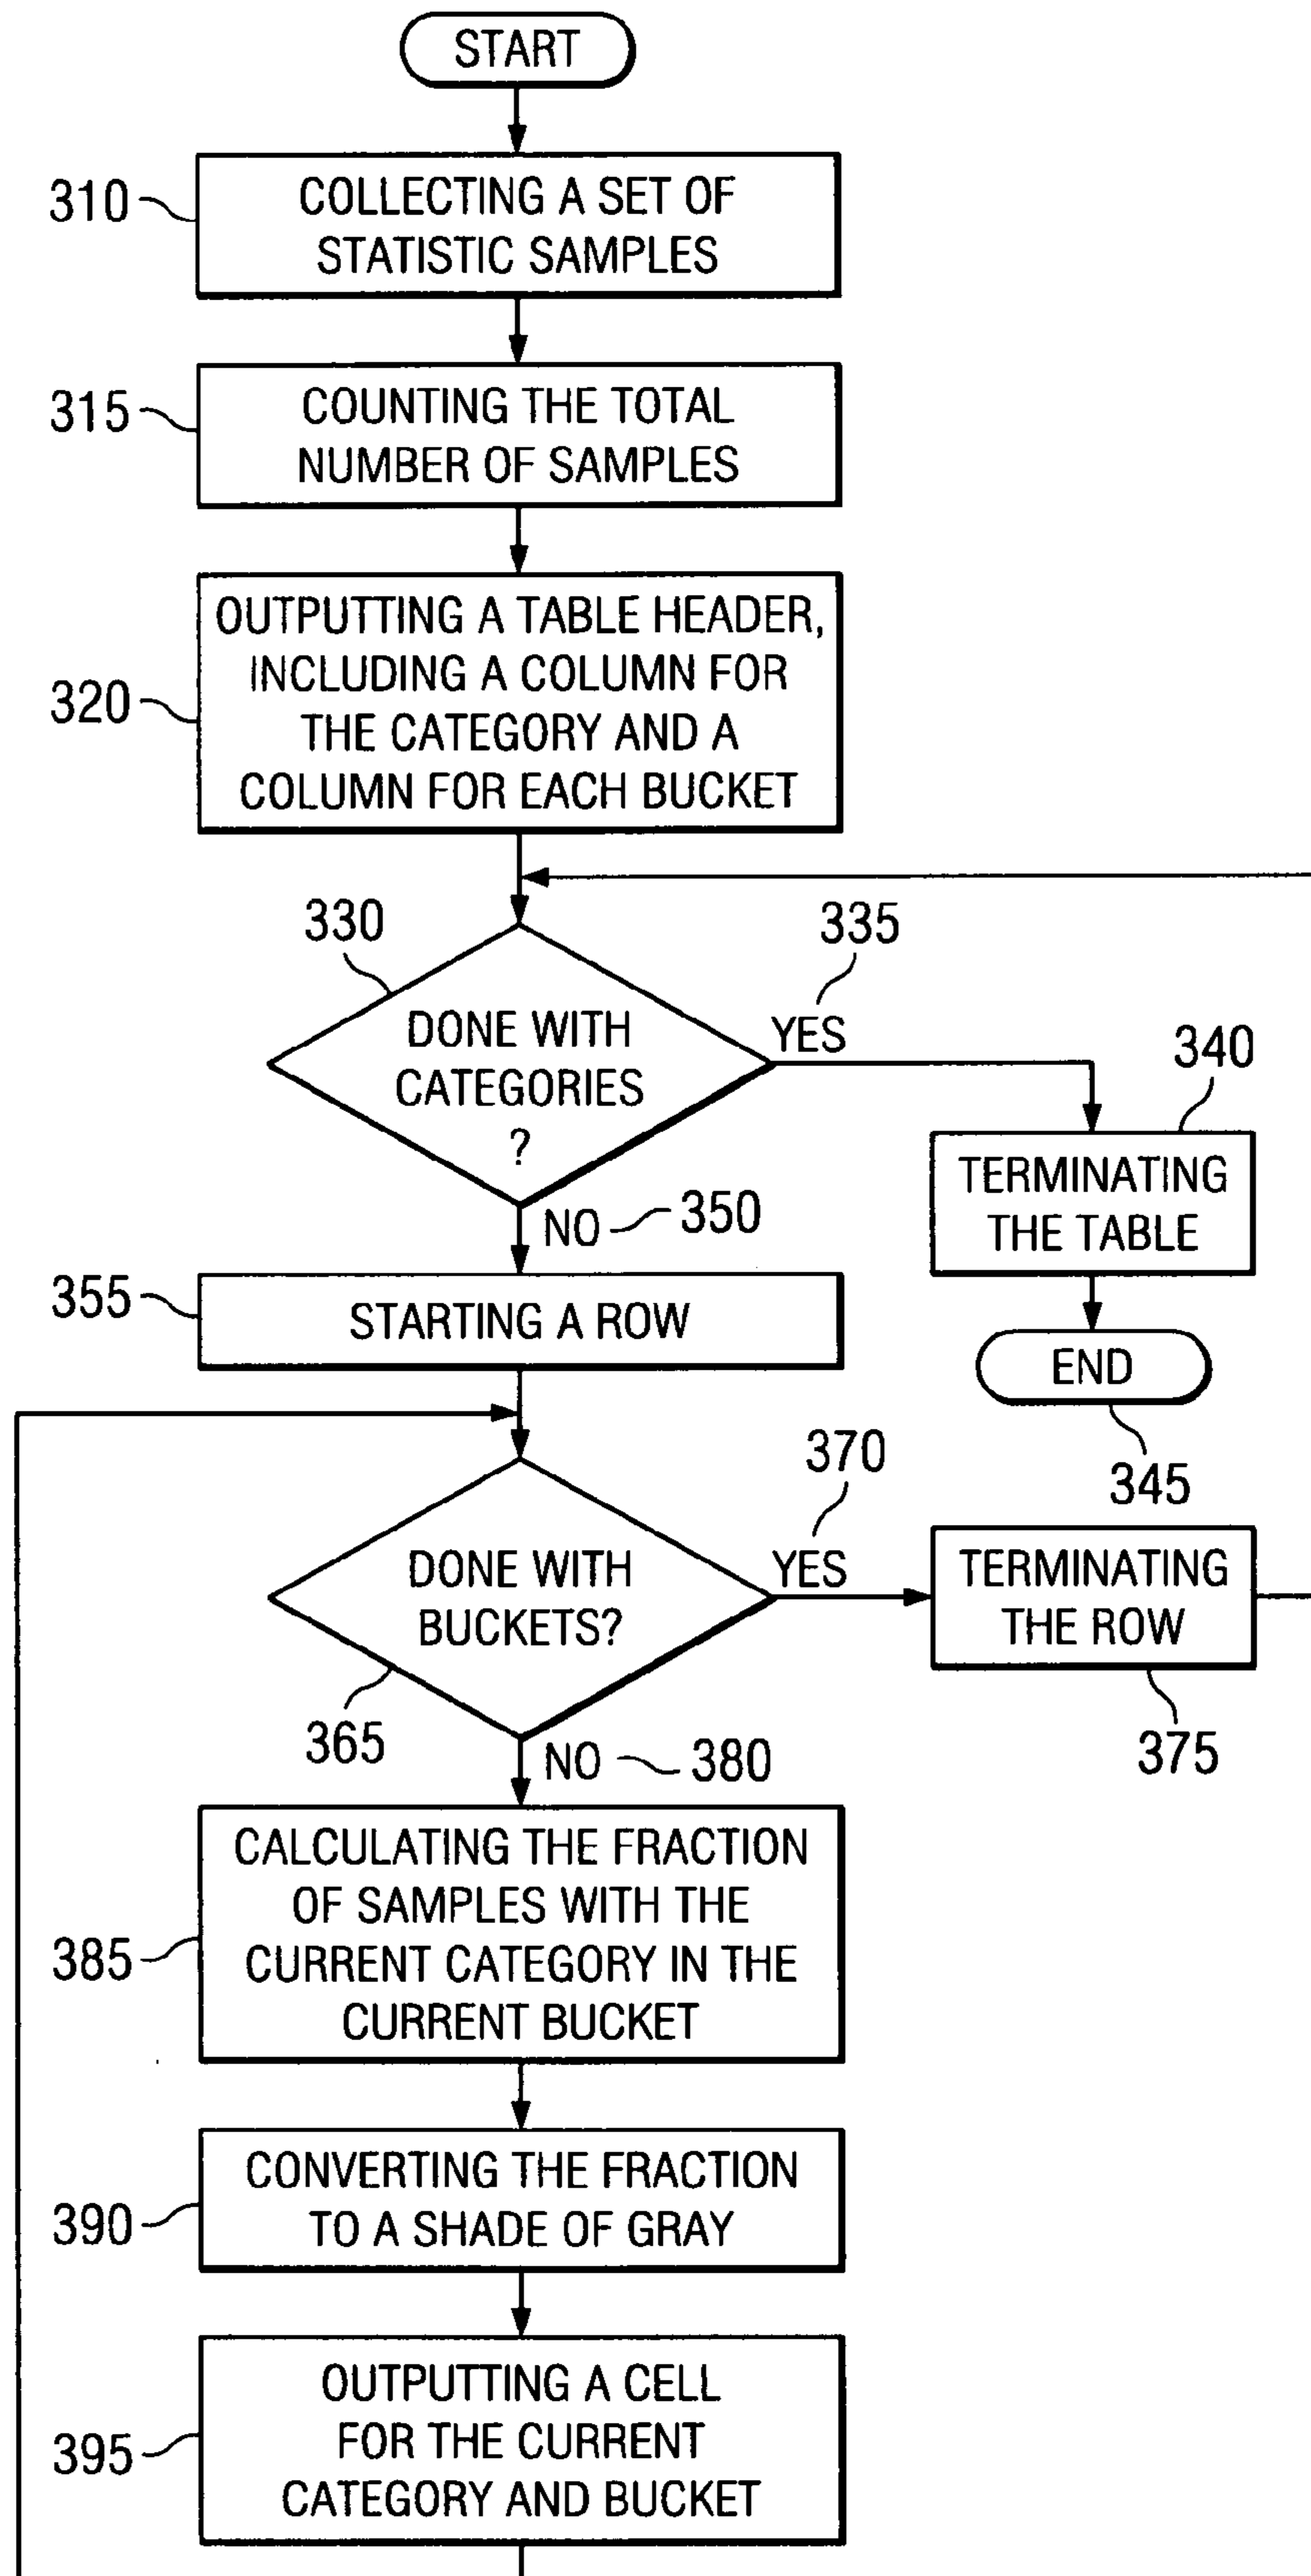 START
310
COLLECTING A SET OF
STATISTIC SAMPLES
315
COUNTING THE TOTAL
NUMBER OF SAMPLES
320
OUTPUTTING A TABLE HEADER,
INCLUDING A COLUMN FOR
THE CATEGORY AND A
COLUMN FOR EACH BUCKET
330
335
DONE WITH
CATEGORIES
?
YES
340
TERMINATING
THE TABLE
NO
350
355
STARTING A ROW
END
345
370
DONE WITH
BUCKETS?
YES
TERMINATING
THE ROW
365
375
NO
380
385
CALCULATING THE FRACTION
OF SAMPLES WITH THE
CURRENT CATEGORY IN THE
CURRENT BUCKET
390
CONVERTING THE FRACTION
TO A SHADE OF GRAY
395
OUTPUTTING A CELL
FOR THE CURRENT
CATEGORY AND BUCKET